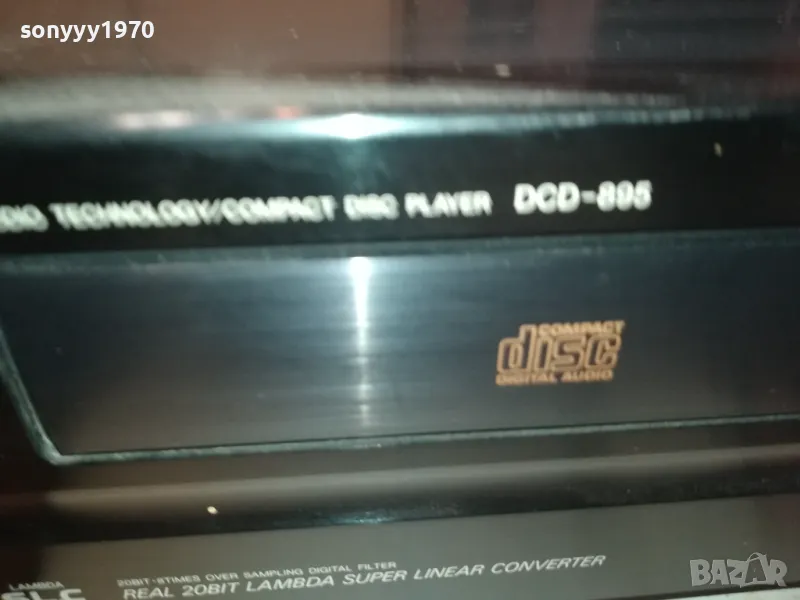 sonyyy1970
TECHNOLOGY/COMPACT DISC PLAYER DCD-895
COMPACT
disc
DIGITAL AUDIO
LAMBDA
20BIT·8TIMES OVER SAMPLING DIGITAL FILTER
REAL 20BIT LAMBDA SUPER LINEAR CONVERTER
BAZAR